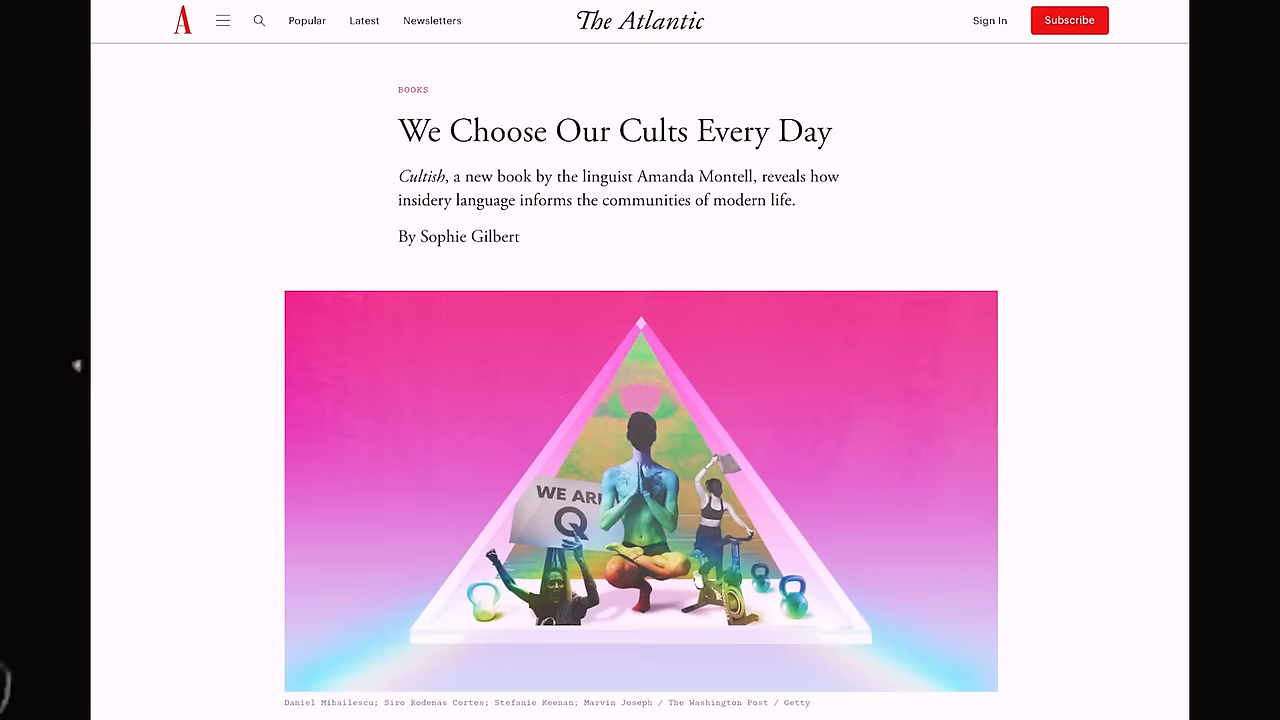 A
Popular
Latest
Newsletters
The Atlantic
Sign In
Subscribe
BOOKS
We Choose Our Cults Every Day
Cultish, a new book by the linguist Amanda Montell, reveals how
insidery language informs the communities of modern life.
By Sophie Gilbert
WE ARE
Q
Daniel Mihailescu; Siro Rodenas Cortes; Stefanie Keenan; Marvin Joseph / The Washington Post / Getty